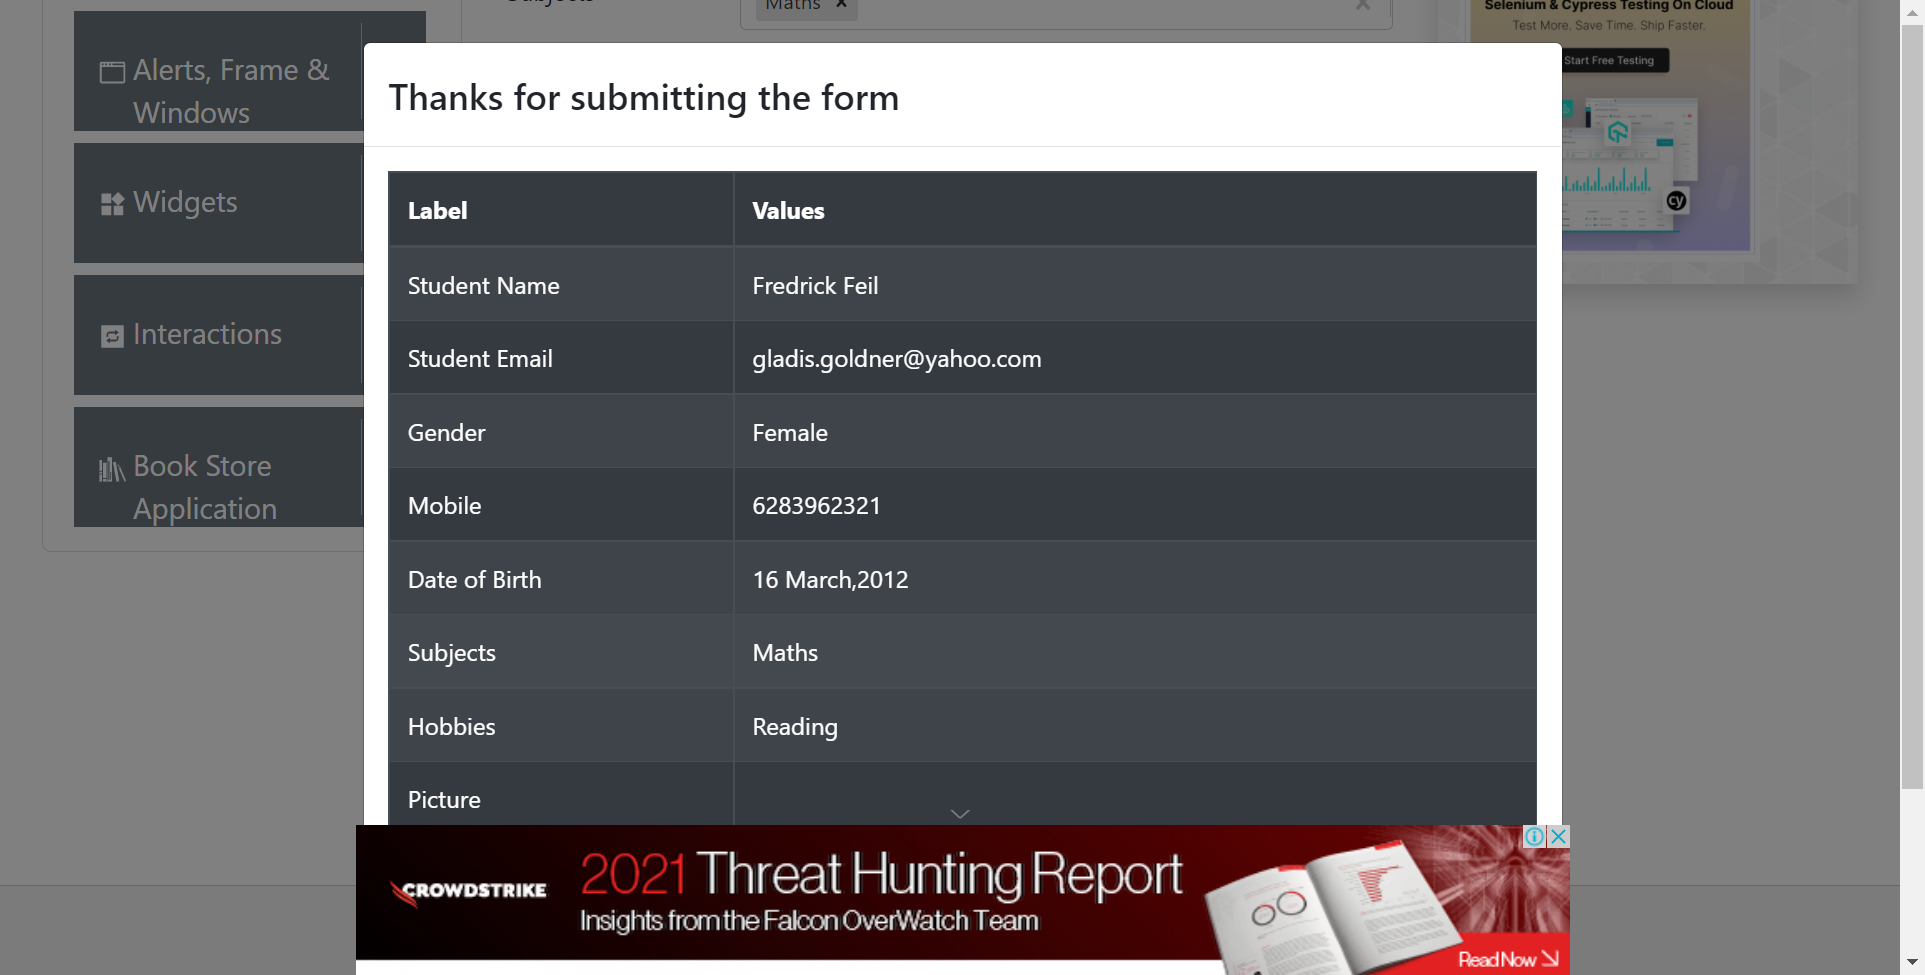 Maths ×
Selenium & Cypress Testing On Cloud
Test More. Save Time. Ship Faster.
Start Free Testing
Alerts, Frame &
Windows
Widgets
Interactions
Book Store
Application
Thanks for submitting the form
Label Values
Student Name Fredrick Feil
Student Email gladis.goldner@yahoo.com
Gender Female
Mobile 6283962321
Date of Birth 16 March,2012
Subjects Maths
Hobbies Reading
Picture
CROWDSTRIKE
2021 Threat Hunting Report
Insights from the Falcon OverWatch Team
Read Now
cy